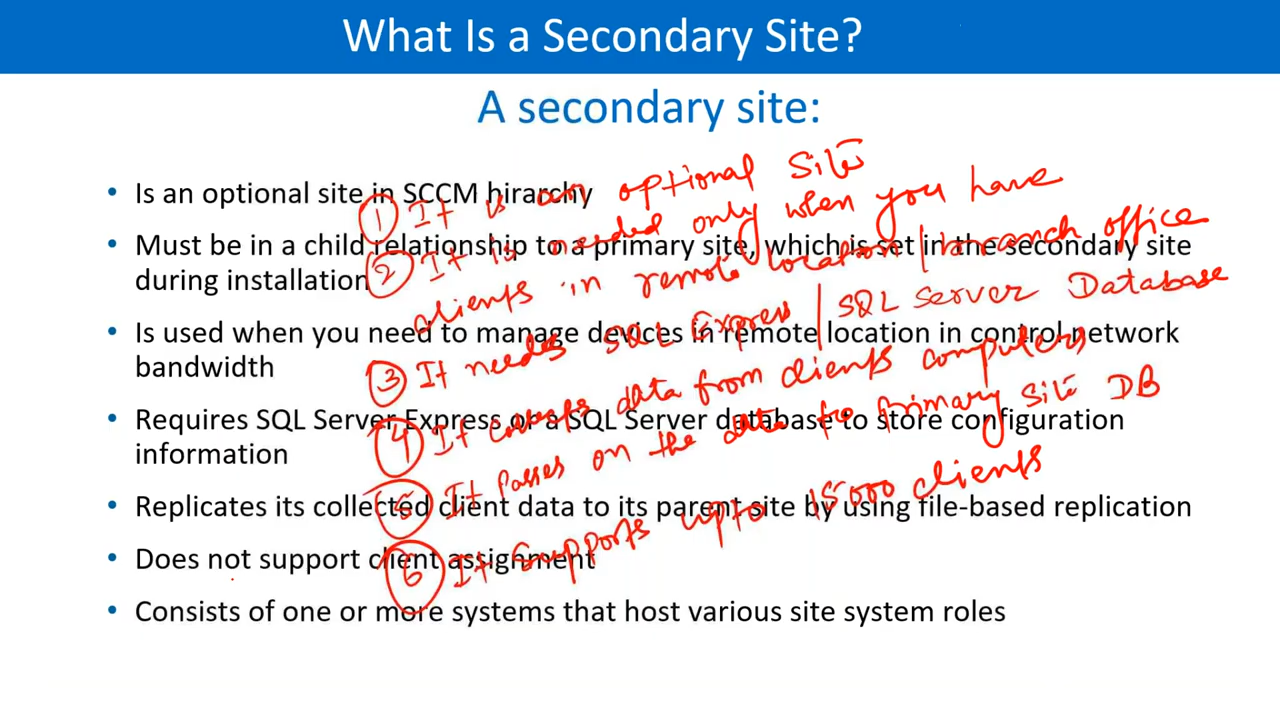 What Is a Secondary Site?
A secondary site:
• Is an optional site in SCCM hirarchy
• Must be in a child relationship to a primary site, which is set in the secondary site
during installation
• Is used when you need to manage devices in remote location in control network
bandwidth
• Requires SQL Server Express or a SQL Server database to store configuration
information
• Replicates its collected client data to its parent site by using file-based replication
• Does not support client assignment
• Consists of one or more systems that host various site system roles
1 It is an optional site
2 It is needed only when you have
clients in remote location / branch office
3 It needs SQL Express / SQL Server Database
4 It collects data from clients computers
5 It passes on the data to primary site DB
6 It supports upto 15000 clients